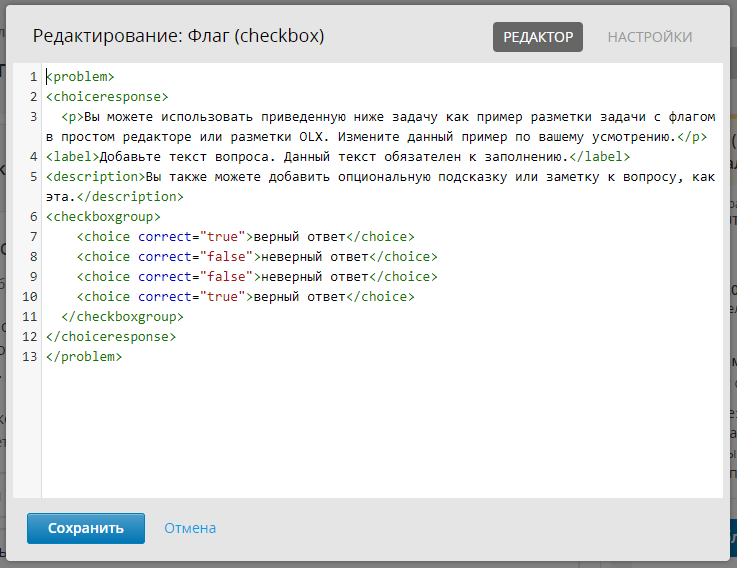 Редактирование: Флаг (checkbox)
РЕДАКТОР
НАСТРОЙКИ
1 <problem>
2 <choiceresponse>
3 <p>Вы можете использовать приведенную ниже задачу как пример разметки задачи с флагом
в простом редакторе или разметки OLX. Измените данный пример по вашему усмотрению.</p>
4 <label>Добавьте текст вопроса. Данный текст обязателен к заполнению.</label>
5 <description>Вы также можете добавить опциональную подсказку или заметку к вопросу, как
эта.</description>
6 <checkboxgroup>
7 <choice correct="true">верный ответ</choice>
8 <choice correct="false">неверный ответ</choice>
9 <choice correct="false">неверный ответ</choice>
10 <choice correct="true">верный ответ</choice>
11 </checkboxgroup>
12 </choiceresponse>
13 </problem>
Сохранить
Отмена